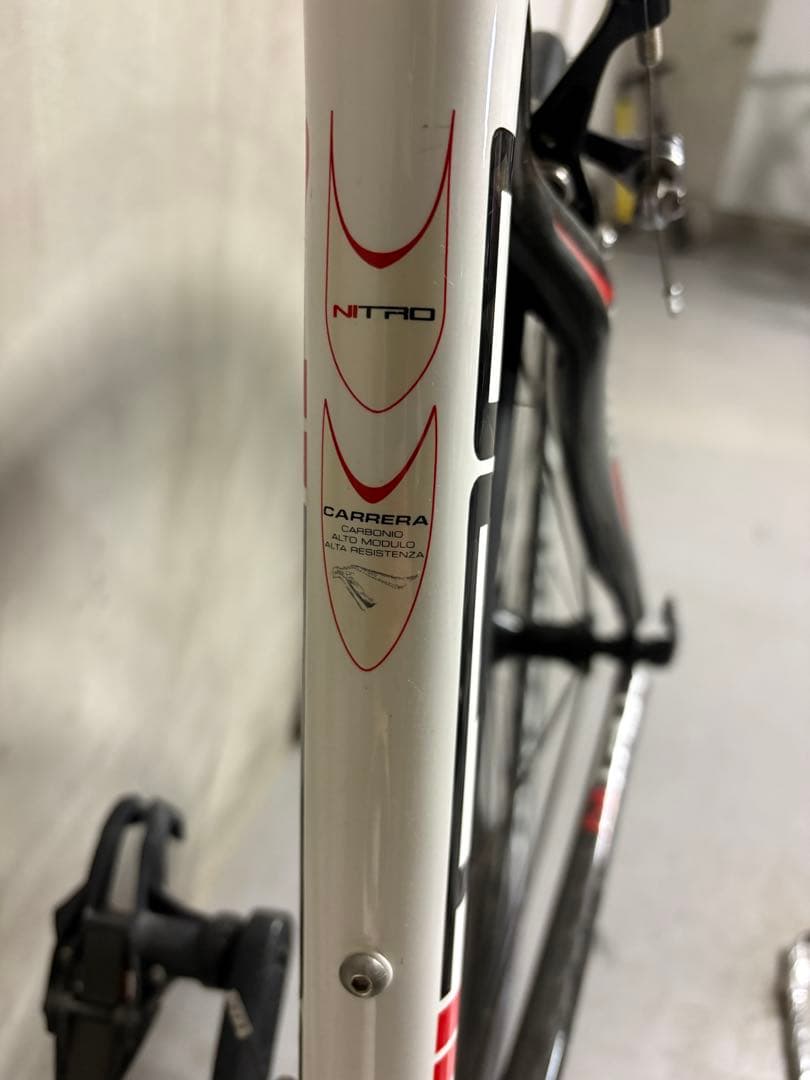 NITRO
CARRERA
CARBONIO
ALTO MODULO
ALTA RESISTENZA